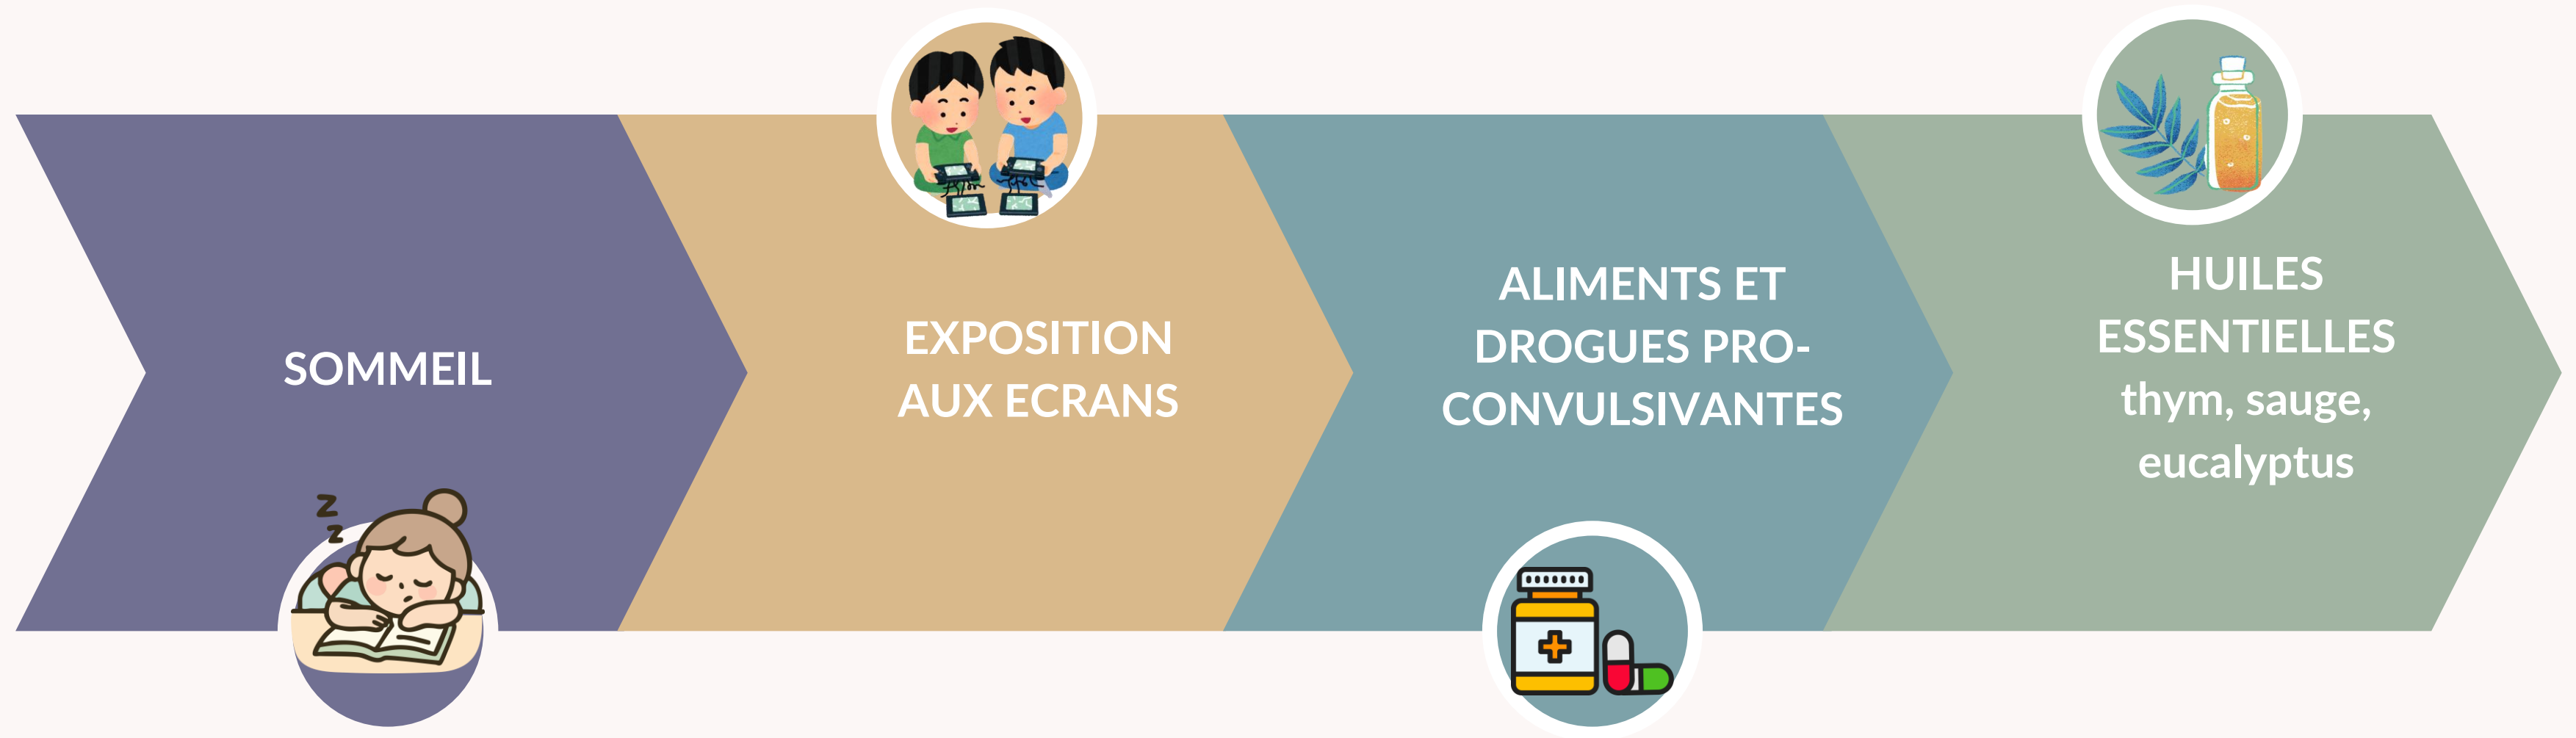 SOMMEIL
Z
Z
EXPOSITION
AUX ECRANS
ALIMENTS ET
DROGUES PRO-
CONVULSIVANTES
HUILES
ESSENTIELLES
thym, sauge,
eucalyptus